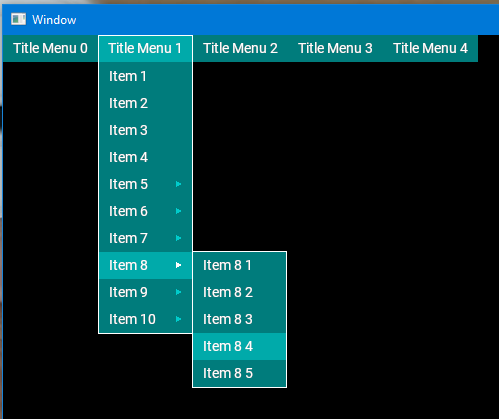 Window
Title Menu 0 Title Menu 1 Title Menu 2 Title Menu 3 Title Menu 4
Item 1
Item 2
Item 3
Item 4
Item 5
Item 6
Item 7
Item 8
Item 9
Item 10
Item 8 1
Item 8 2
Item 8 3
Item 8 4
Item 8 5